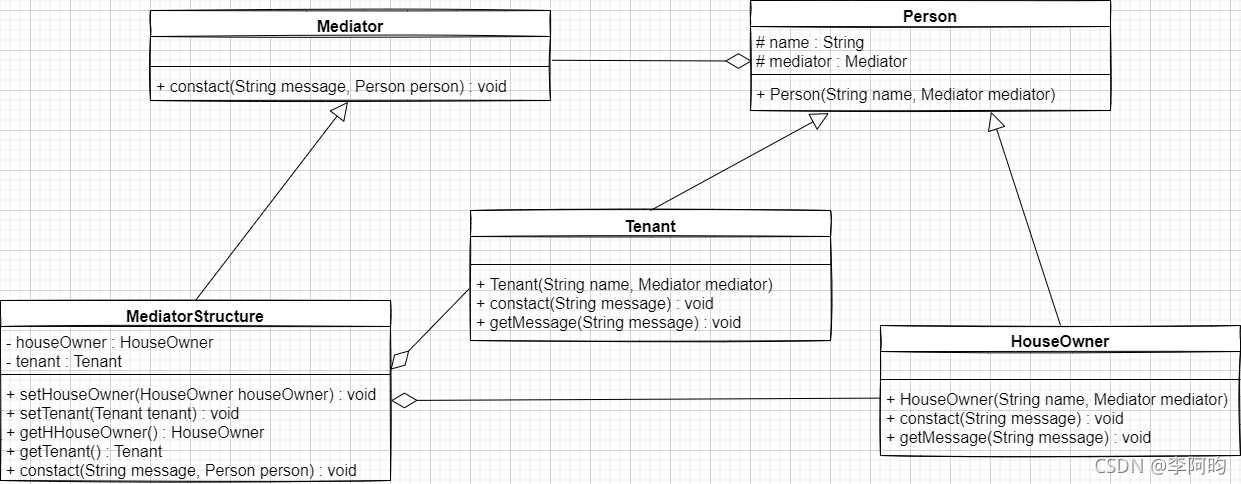 Mediator
+ constact(String message, Person person) : void
Person
# name : String
# mediator : Mediator
+ Person(String name, Mediator mediator)
Tenant
+ Tenant(String name, Mediator mediator)
+ constact(String message) : void
+ getMessage(String message) : void
MediatorStructure
- houseOwner : HouseOwner
- tenant : Tenant
+ setHouseOwner(HouseOwner houseOwner) : void
+ setTenant(Tenant tenant) : void
+ getHHouseOwner() : HouseOwner
+ getTenant() : Tenant
+ constact(String message, Person person) : void
HouseOwner
+ HouseOwner(String name, Mediator mediator)
+ constact(String message) : void
+ getMessage(String message) : void
CSDN @李阿昀